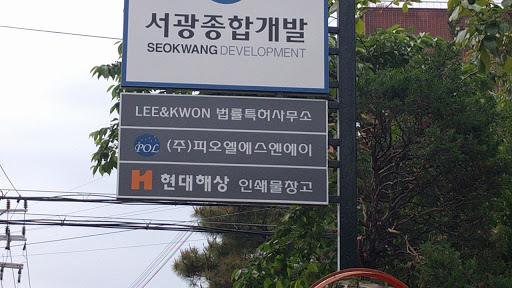 서광종합개발
SEOKWANG DEVELOPMENT
LEE&KWON 법률특허사무소
POL (주)피오엘에스엔에이
H 현대해상 인쇄물창고